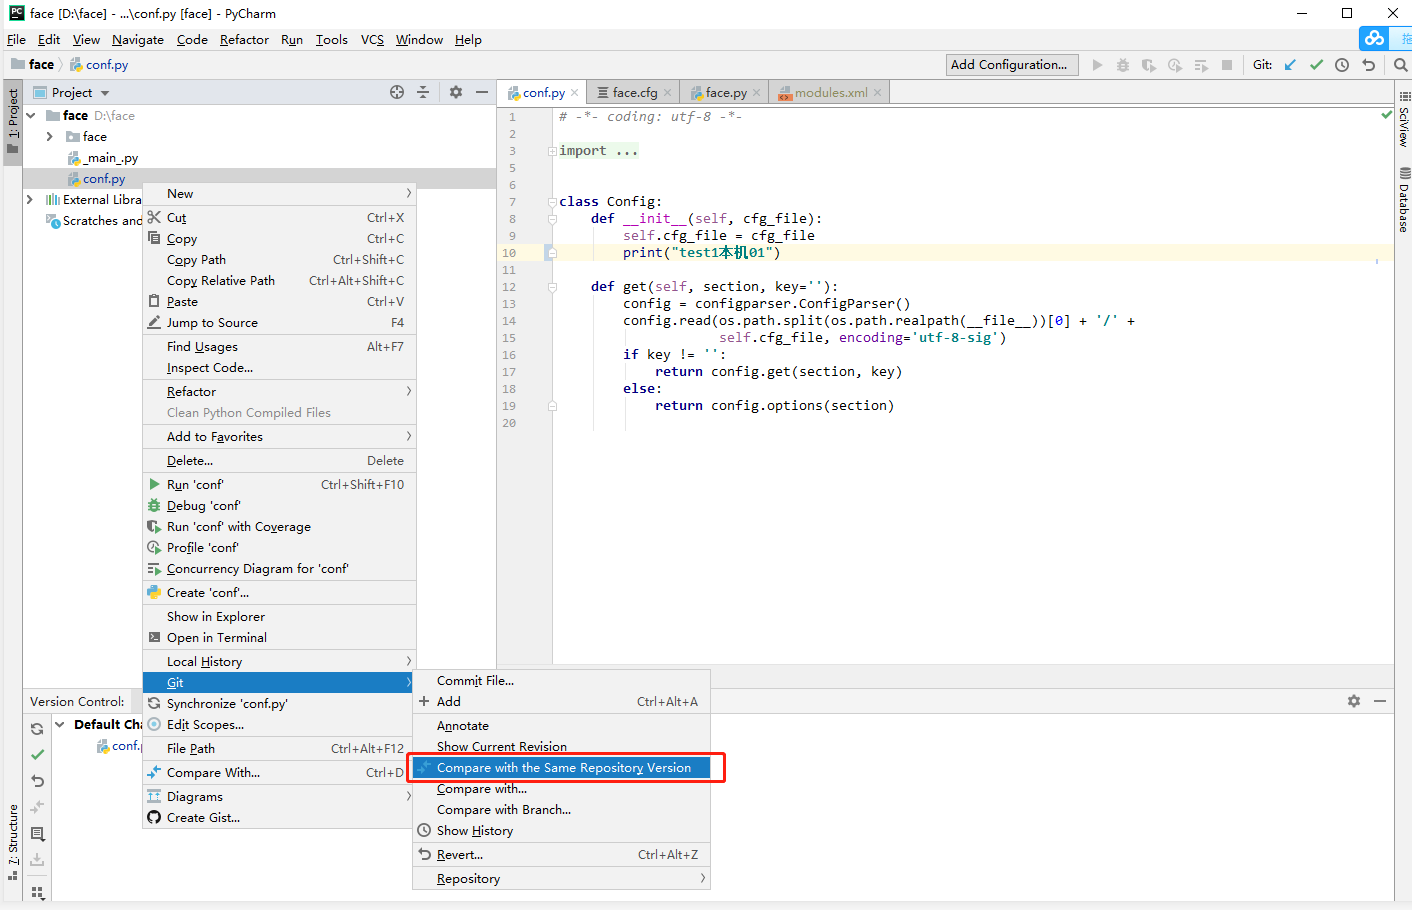 face [D:\face] - ...\conf.py [face] - PyCharm
File Edit View Navigate Code Refactor Run Tools VCS Window Help
face conf.py
Add Configuration...
Git:
1: Project
Project
face D:\face
face
_main_.py
conf.py
External Libra
Scratches and
conf.py
face.cfg
face.py
modules.xml
1 # -*- coding: utf-8 -*-
2
3 import ...
5
6
7 class Config:
8 def __init__(self, cfg_file):
9 self.cfg_file = cfg_file
10 print("test1本机01")
11
12 def get(self, section, key=''):
13 config = configparser.ConfigParser()
14 config.read(os.path.split(os.path.realpath(__file__))[0] + '/' +
15 self.cfg_file, encoding='utf-8-sig')
16 if key != '':
17 return config.get(section, key)
18 else:
19 return config.options(section)
20
SciView
Database
New
Cut Ctrl+X
Copy Ctrl+C
Copy Path Ctrl+Shift+C
Copy Relative Path Ctrl+Alt+Shift+C
Paste Ctrl+V
Jump to Source F4
Find Usages Alt+F7
Inspect Code...
Refactor
Clean Python Compiled Files
Add to Favorites
Delete... Delete
Run 'conf' Ctrl+Shift+F10
Debug 'conf'
Run 'conf' with Coverage
Profile 'conf'
Concurrency Diagram for 'conf'
Create 'conf'...
Show in Explorer
Open in Terminal
Local History
Git
Synchronize 'conf.py'
Edit Scopes...
File Path Ctrl+Alt+F12
Compare With... Ctrl+D
Diagrams
Create Gist...
Commit File...
Add Ctrl+Alt+A
Annotate
Show Current Revision
Compare with the Same Repository Version
Compare with...
Compare with Branch...
Show History
Revert... Ctrl+Alt+Z
Repository
Version Control:
Default Cha
conf.
7: Structure